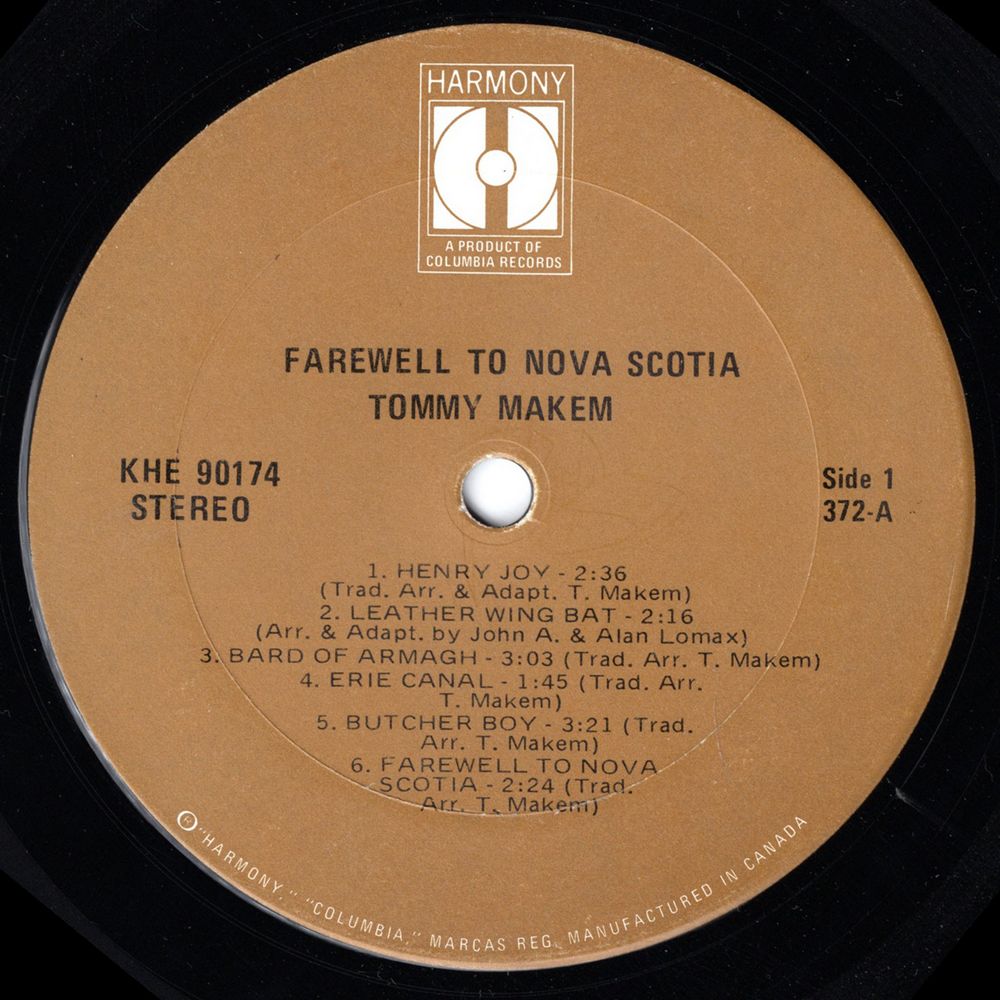 HARMONY
A PRODUCT OF
COLUMBIA RECORDS
FAREWELL TO NOVA SCOTIA
TOMMY MAKEM
KHE 90174
STEREO
Side 1
372-A
1. HENRY JOY - 2:36
(Trad. Arr. & Adapt. T. Makem)
2. LEATHER WING BAT - 2:16
(Arr. & Adapt. by John A. & Alan Lomax)
3. BARD OF ARMAGH - 3:03 (Trad. Arr. T. Makem)
4. ERIE CANAL - 1:45 (Trad. Arr.
T. Makem)
5. BUTCHER BOY - 3:21 (Trad.
Arr. T. Makem)
6. FAREWELL TO NOVA
SCOTIA - 2:24 (Trad.
Arr. T. Makem)
® "HARMONY," "COLUMBIA," MARCAS REG. MANUFACTURED IN CANADA